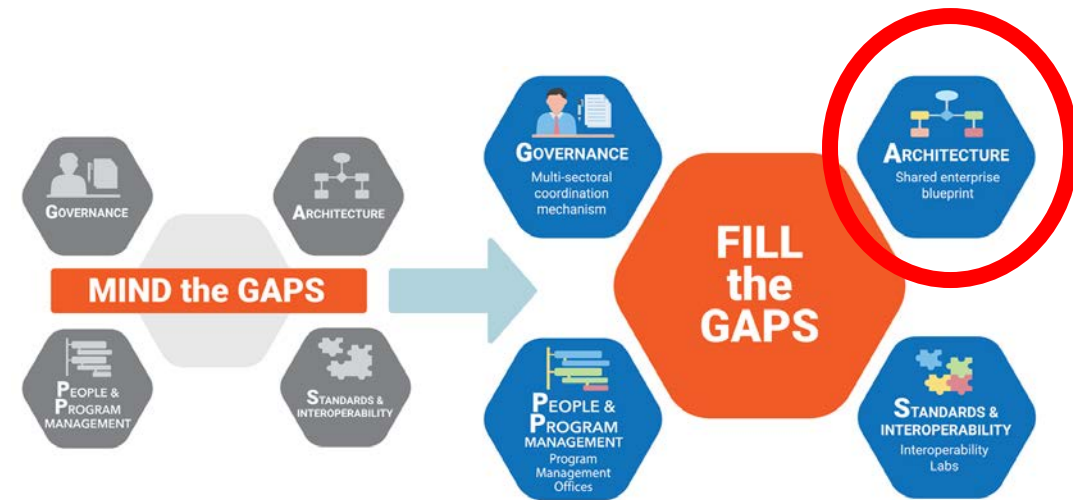 GOVERNANCE
ARCHITECTURE
MIND the GAPS
PEOPLE &
PROGRAM
MANAGEMENT
STANDARDS &
INTEROPERABILITY
GOVERNANCE
Multi-sectoral
coordination
mechanism
ARCHITECTURE
Shared enterprise
blueprint
FILL
the
GAPS
PEOPLE &
PROGRAM
MANAGEMENT
Program
Management
Offices
STANDARDS &
INTEROPERABILITY
Interoperability
Labs